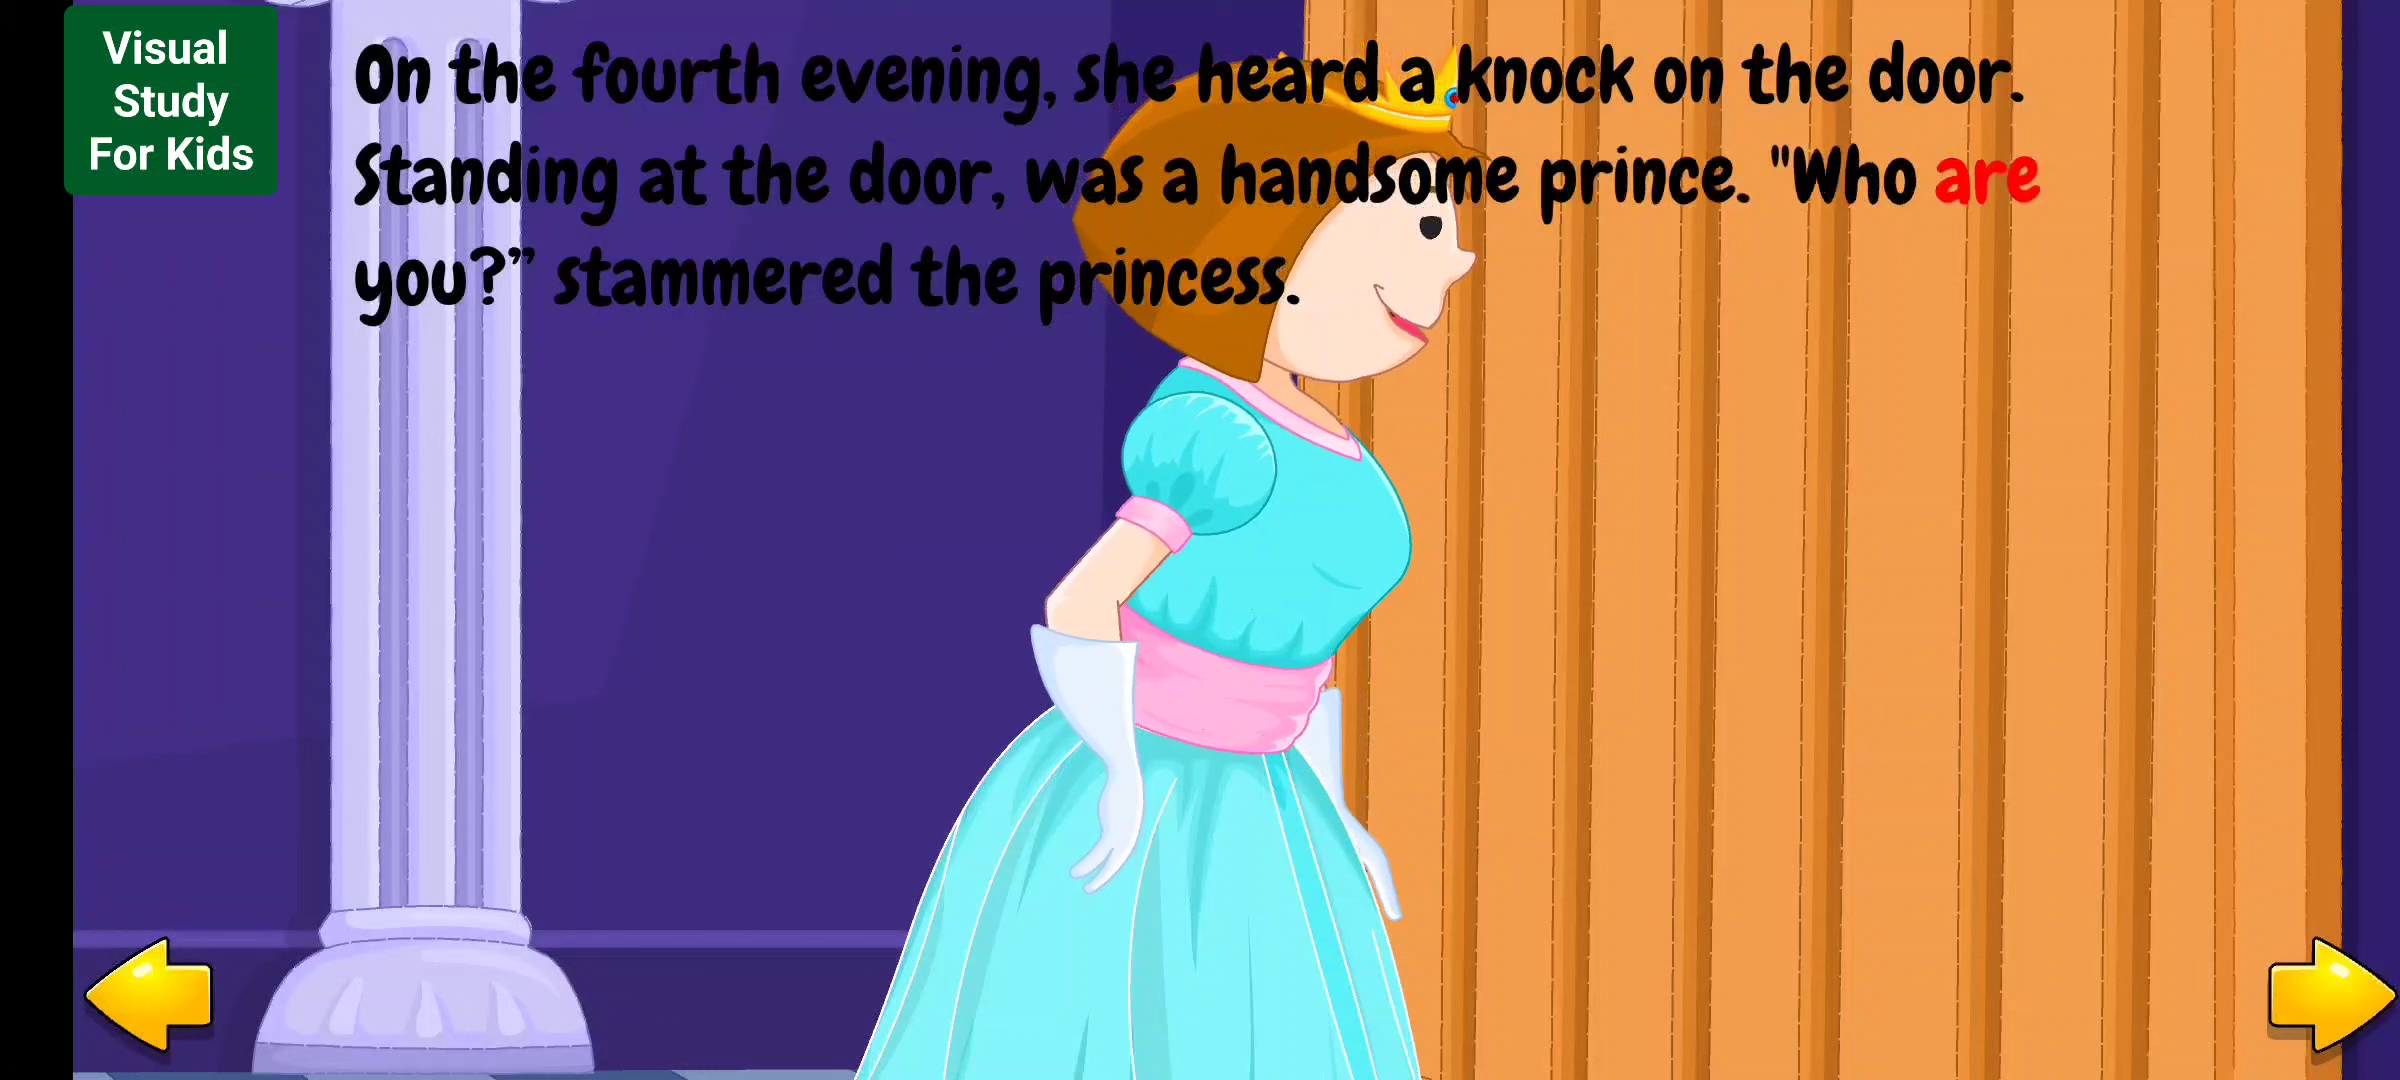 Visual
Study
For Kids
On the fourth evening, she heard a knock on the door.
Standing at the door, was a handsome prince. "Who are
you?” stammered the princess.